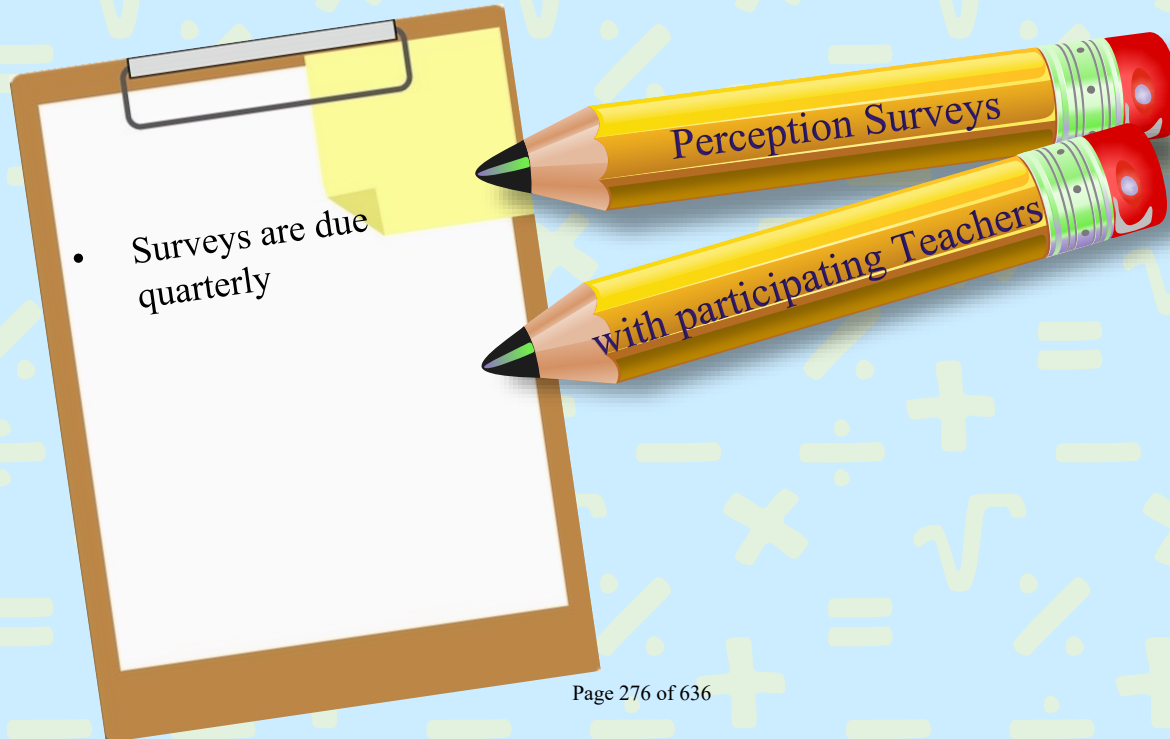 Perception Surveys
with participating Teachers
• Surveys are due
quarterly
Page 276 of 636